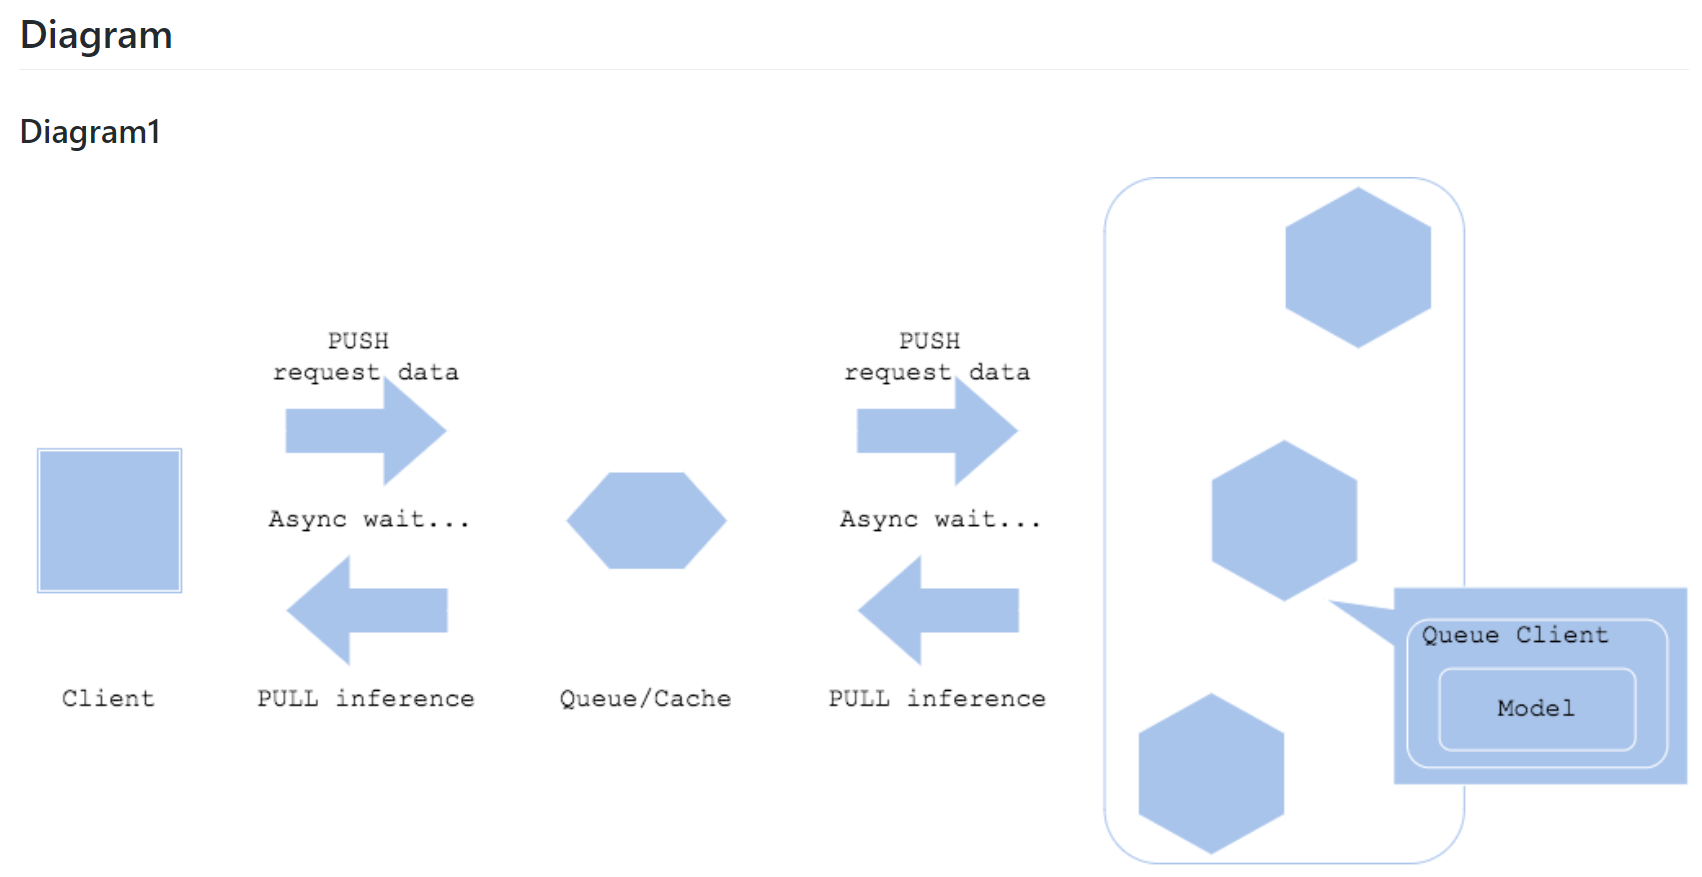 Diagram
Diagram1
PUSH
request data
Async wait...
PULL inference
Client
Queue/Cache
PUSH
request data
Async wait...
PULL inference
Queue Client
Model